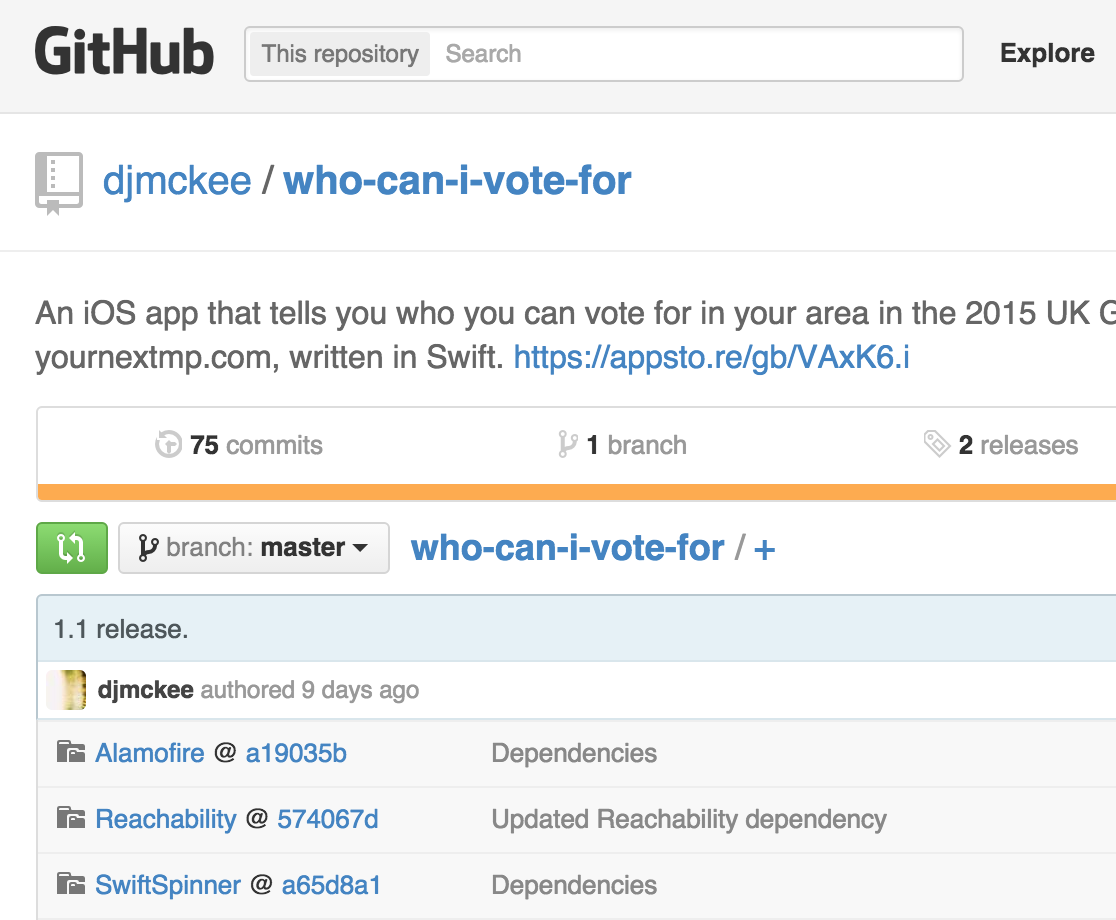 GitHub This repository Search Explore
djmckee / who-can-i-vote-for
An iOS app that tells you who you can vote for in your area in the 2015 UK
yournextmp.com, written in Swift. https://appsto.re/gb/VAxK6.i
75 commits 1 branch 2 releases
branch: master who-can-i-vote-for / +
1.1 release.
djmckee authored 9 days ago
Alamofire @ a19035b Dependencies
Reachability @ 574067d Updated Reachability dependency
SwiftSpinner @ a65d8a1 Dependencies